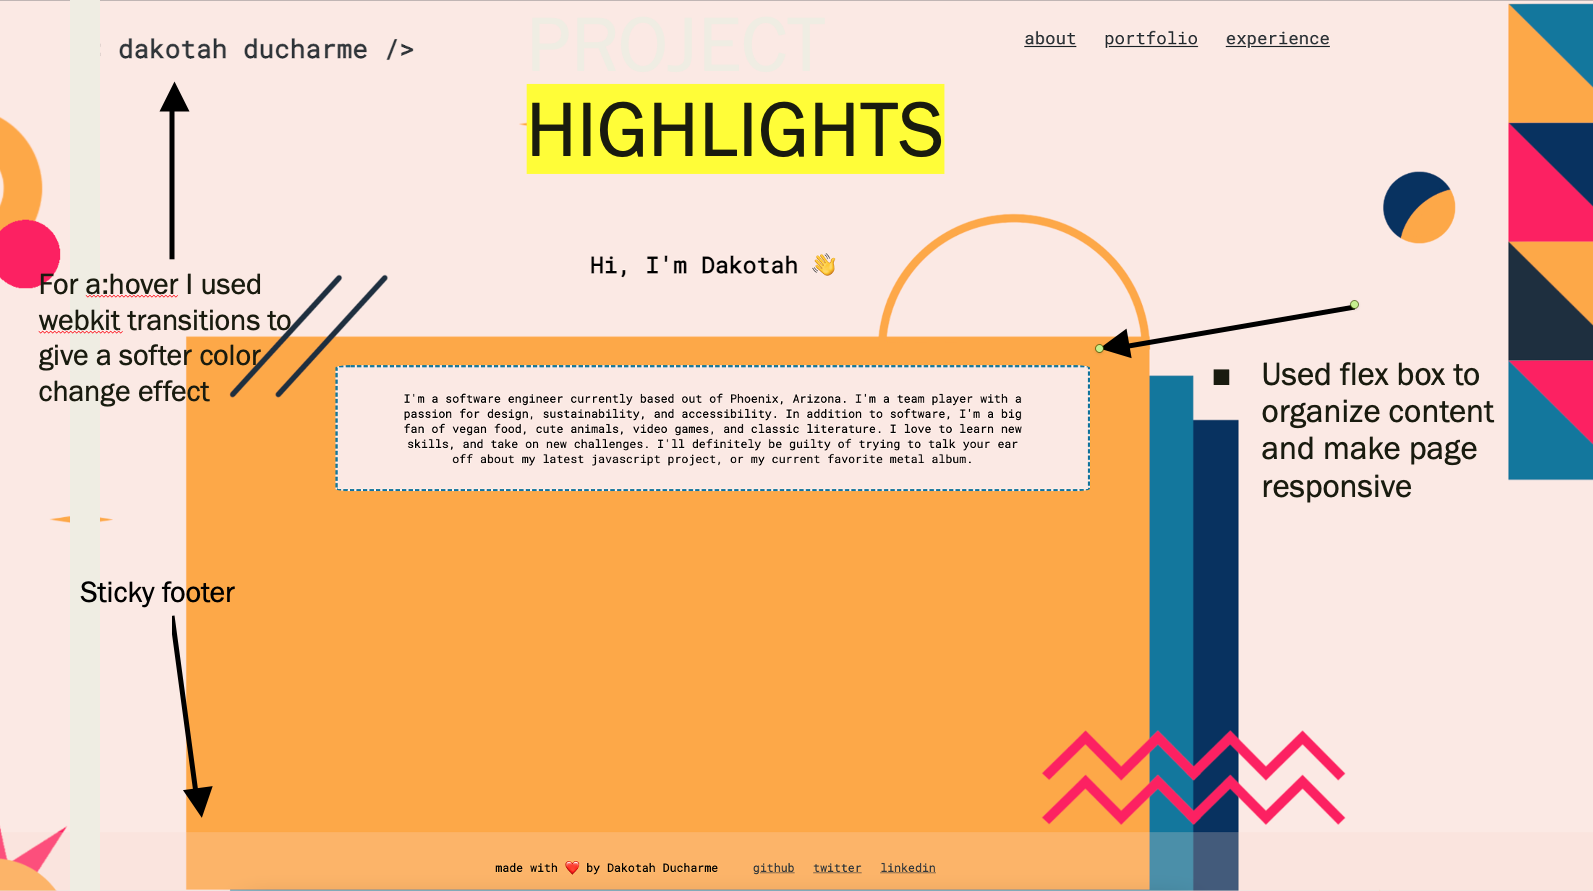 dakotah ducharme />
PROJECT
HIGHLIGHTS
about portfolio experience
Hi, I'm Dakotah 👋
For a:hover I used
webkit transitions to
give a softer color
change effect
I'm a software engineer currently based out of Phoenix, Arizona. I'm a team player with a
passion for design, sustainability, and accessibility. In addition to software, I'm a big
fan of vegan food, cute animals, video games, and classic literature. I love to learn new
skills, and take on new challenges. I'll definitely be guilty of trying to talk your ear
off about my latest javascript project, or my current favorite metal album.
■ Used flex box to
organize content
and make page
responsive
Sticky footer
made with ❤️ by Dakotah Ducharme github twitter linkedin